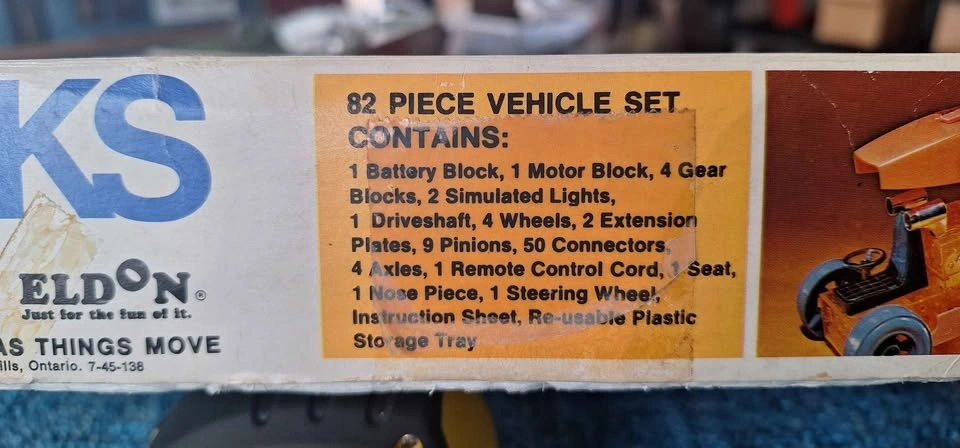 KS
ELDON®
Just for the fun of it.
AS THINGS MOVE
ills, Ontario. 7-45-138
82 PIECE VEHICLE SET
CONTAINS:
1 Battery Block, 1 Motor Block, 4 Gear
Blocks, 2 Simulated Lights,
1 Driveshaft, 4 Wheels, 2 Extension
Plates, 9 Pinions, 50 Connectors,
4 Axles, 1 Remote Control Cord, 1 Seat,
1 Nose Piece, 1 Steering Wheel,
Instruction Sheet, Re-usable Plastic
Storage Tray